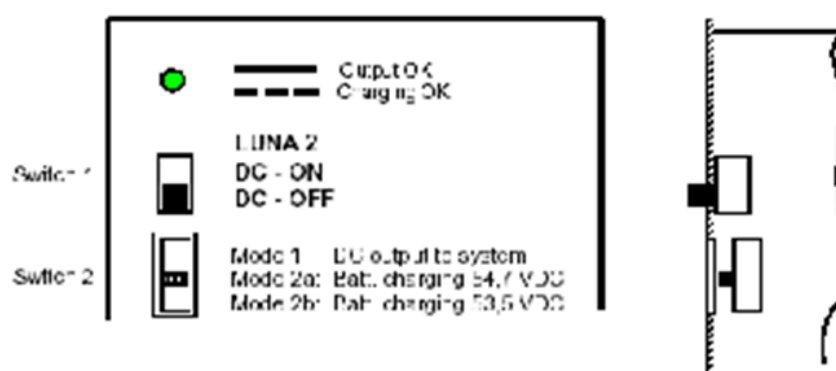 Output OK
Charging OK
LUNA 2
Switch 1
DC - ON
DC - OFF
Mode 1 DC output to system
Switch 2
Mode 2a: Batt. charging 54,7 VDC
Mode 2b: Batt. charging 53,5 VDC